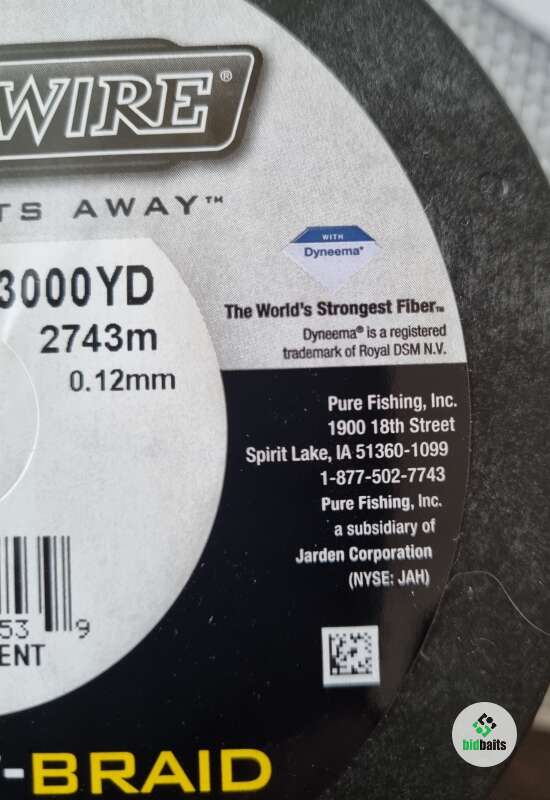 WIRE®
TS AWAY™
WITH
Dyneema®
3000YD
The World's Strongest Fiber™
2743m
Dyneema® is a registered
trademark of Royal DSM N.V.
0.12mm
Pure Fishing, Inc.
1900 18th Street
Spirit Lake, IA 51360-1099
1-877-502-7743
Pure Fishing, Inc.
a subsidiary of
Jarden Corporation
(NYSE: JAH)
53 9
ENT
-BRAID
bidbaits